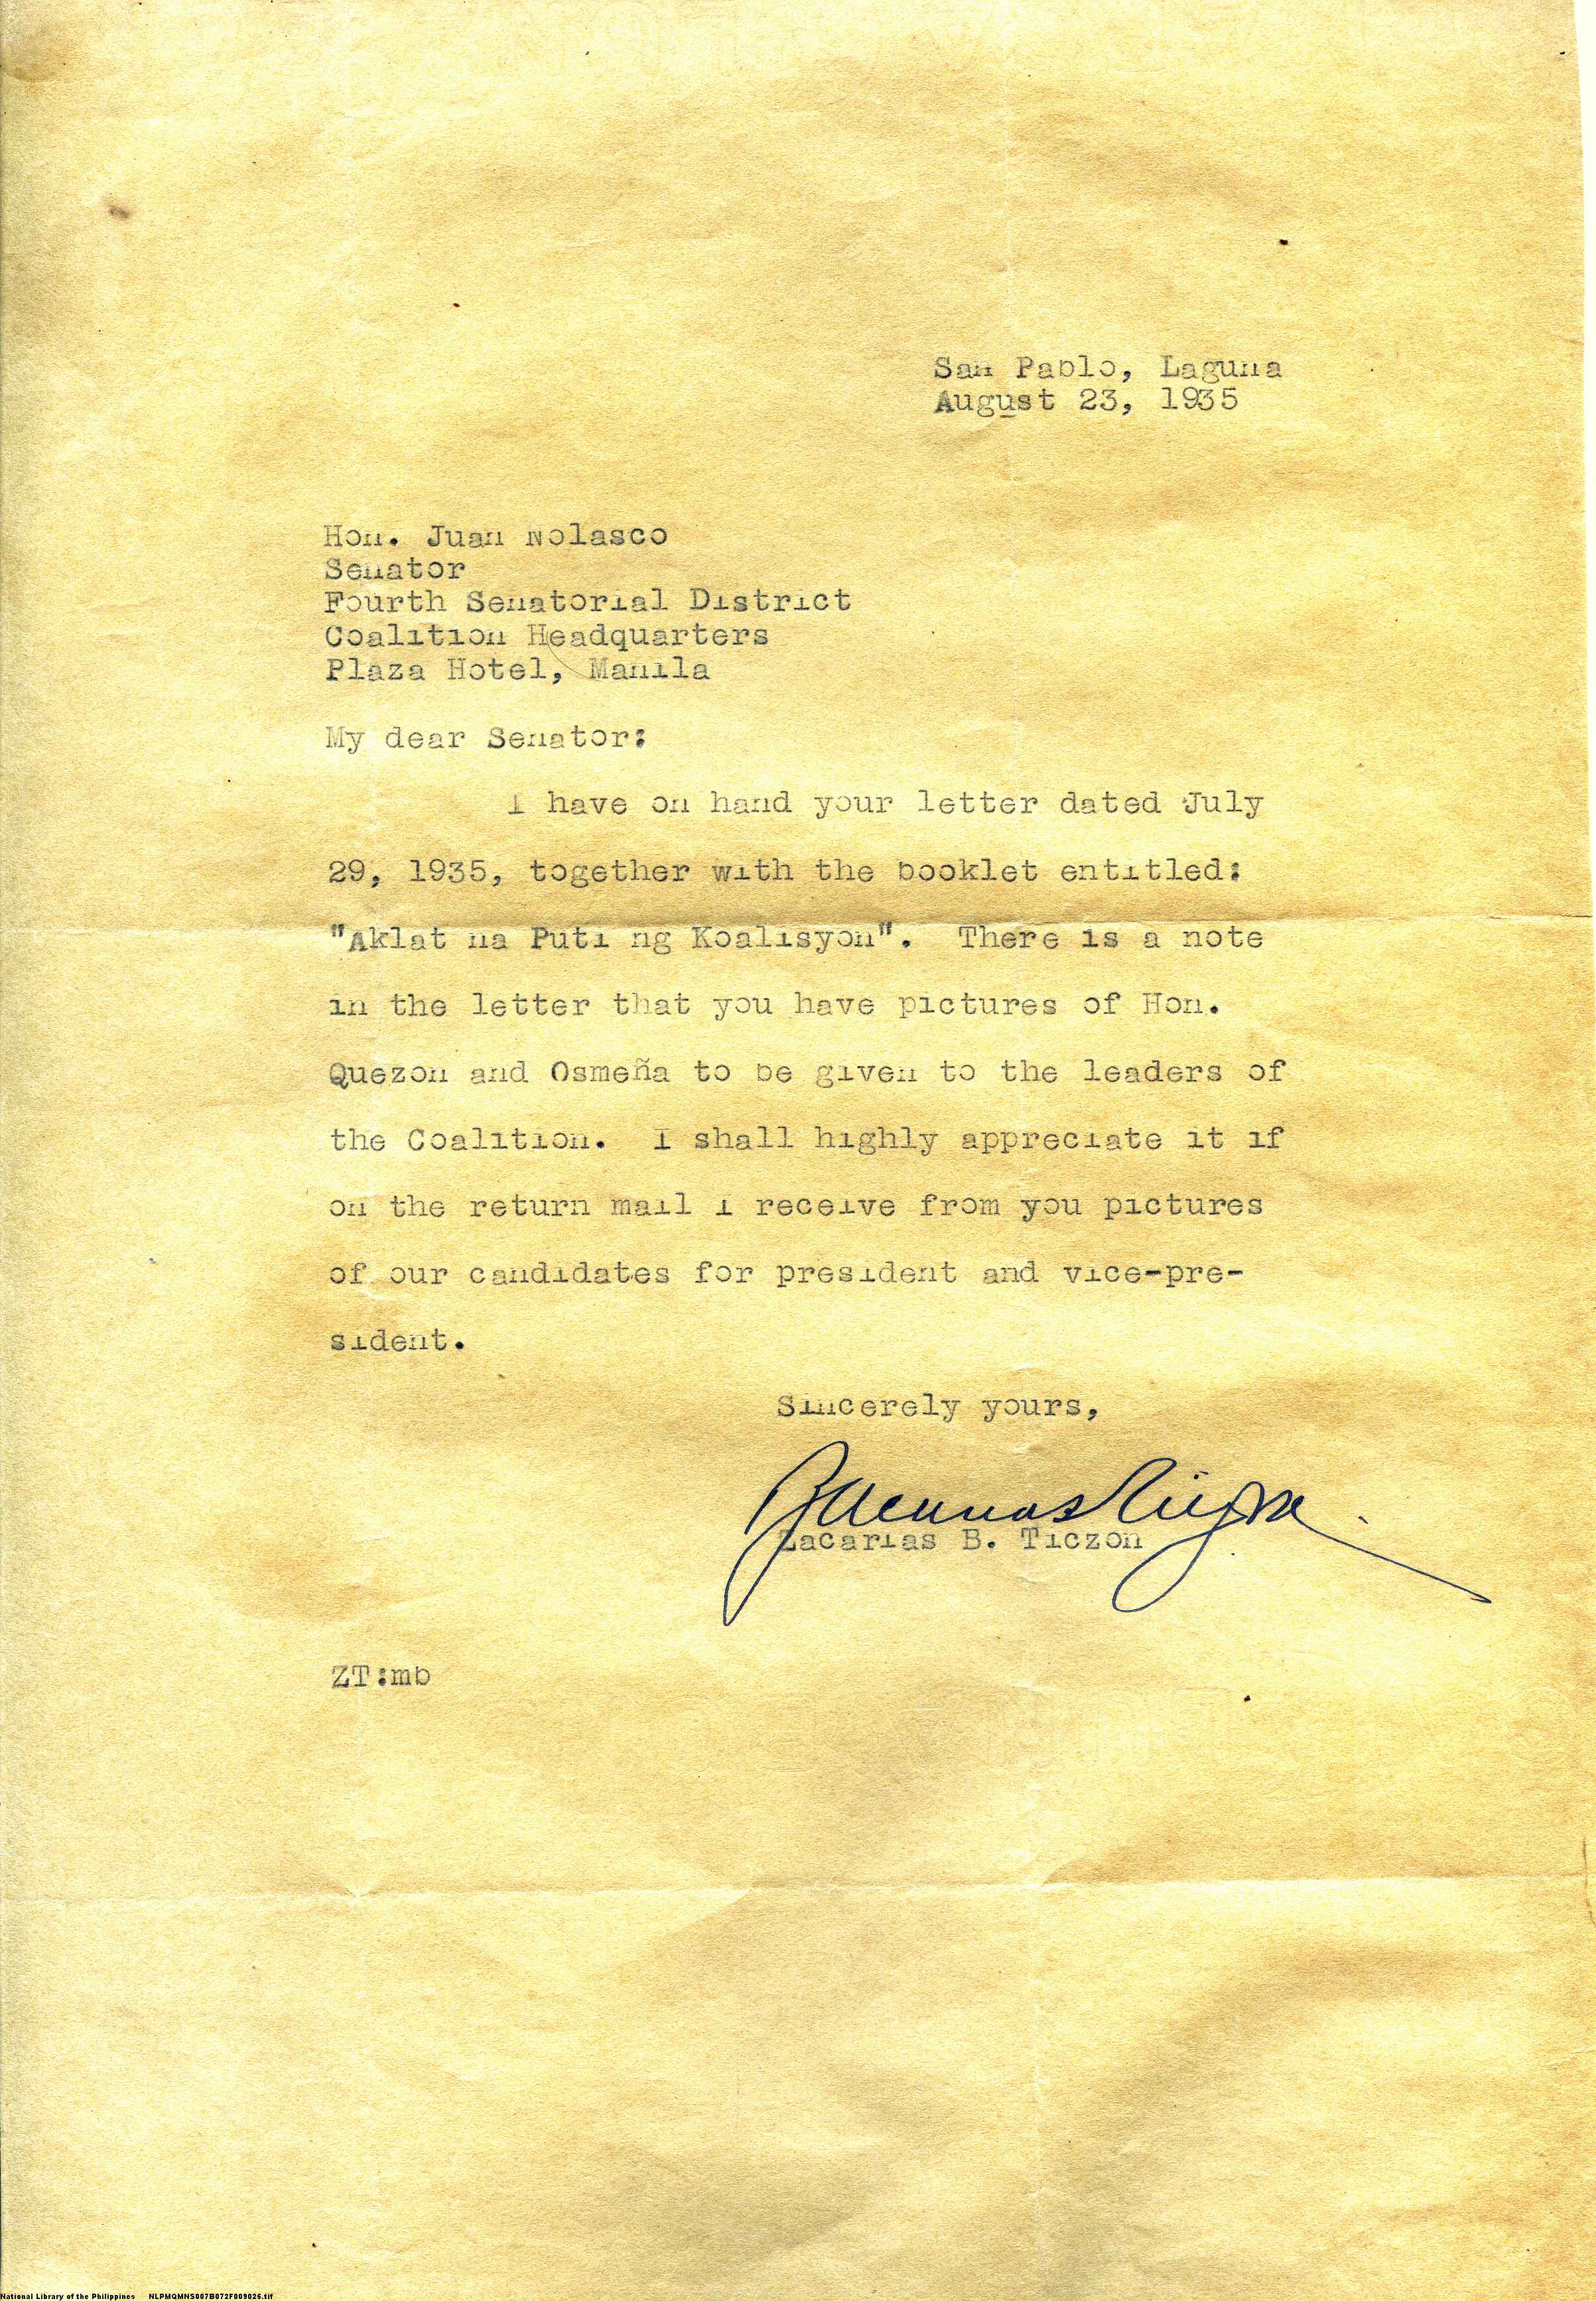 San Pablo, Laguna
August 23, 1935
Hon. Juan Nolasco
Senator
Fourth Senatorial District
Coalition Headquarters
Plaza Hotel, Manila
My dear Senator:
I have on hand your letter dated July
29, 1935, together with the booklet entitled:
"Aklat na Puti ng Koalisyon". There is a note
in the letter that you have pictures of Hon.
Quezon and Osmeña to be given to the leaders of
the Coalition. I shall highly appreciate it if
on the return mail i receive from you pictures
of our candidates for president and vice-pre-
sident.
Sincerely yours,
Zacarias B. Ticzon
ZT:mb
National Library of the Philippines NLPMQMNS007B072F009026.tif